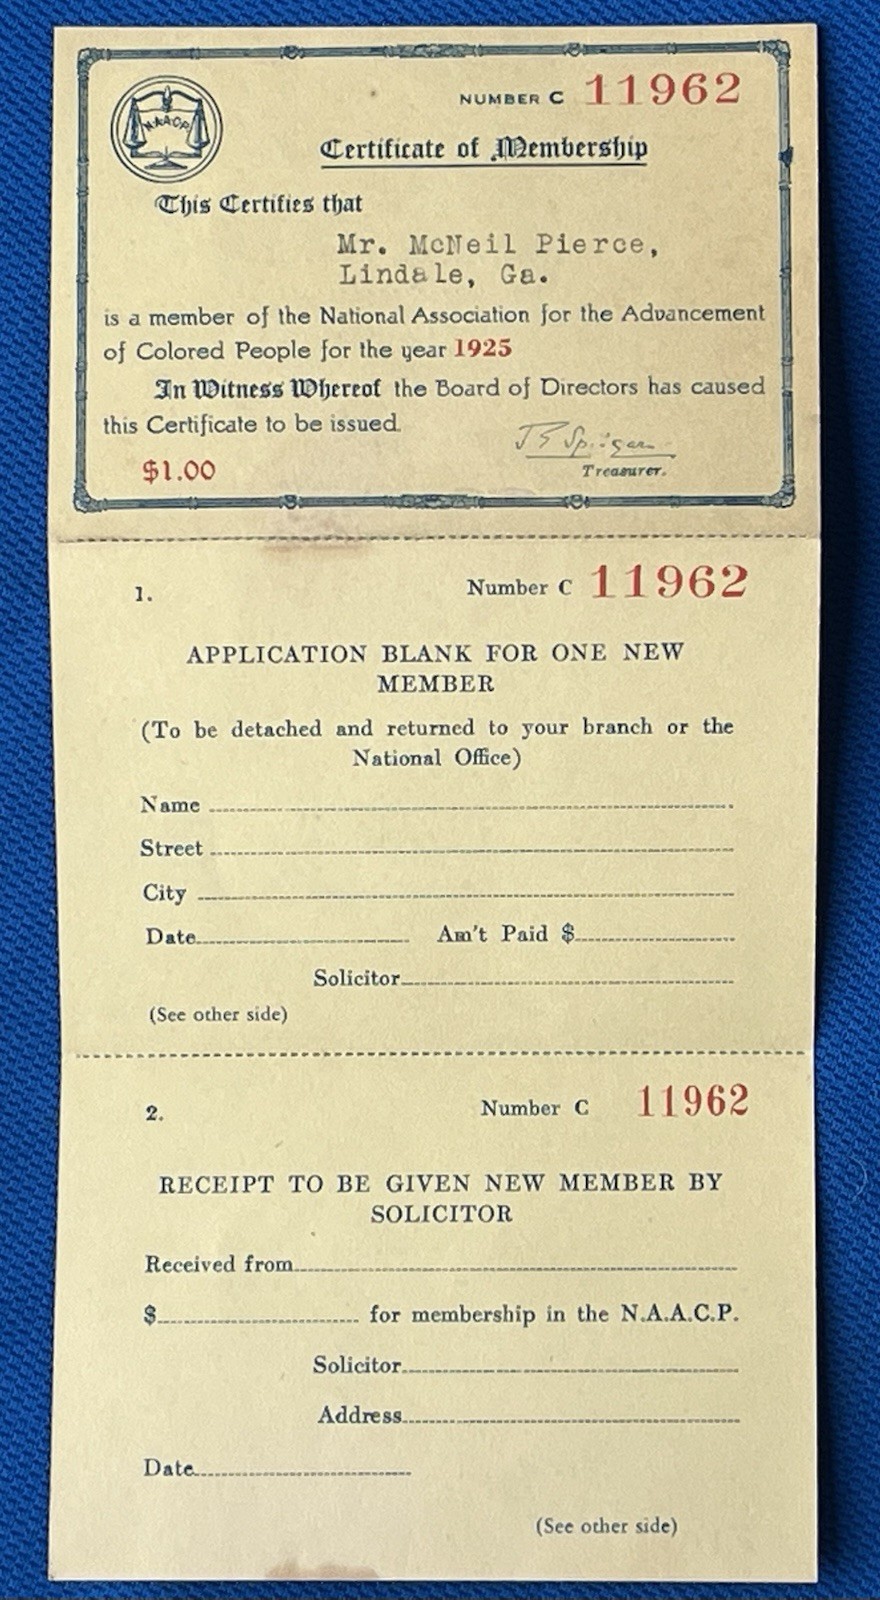 N.A.A.C.P.
NUMBER C 11962
Certificate of Membership
This Certifies that
Mr. McNeil Pierce,
Lindale, Ga.
is a member of the National Association for the Advancement
of Colored People for the year 1925
In Witness Whereof the Board of Directors has caused
this Certificate to be issued.
J E Spingarn
$1.00
Treasurer.
1.
Number C 11962
APPLICATION BLANK FOR ONE NEW
MEMBER
(To be detached and returned to your branch or the
National Office)
Name
Street
City
Date Am't Paid $
Solicitor
(See other side)
2.
Number C 11962
RECEIPT TO BE GIVEN NEW MEMBER BY
SOLICITOR
Received from
$ for membership in the N.A.A.C.P.
Solicitor
Address
Date
(See other side)